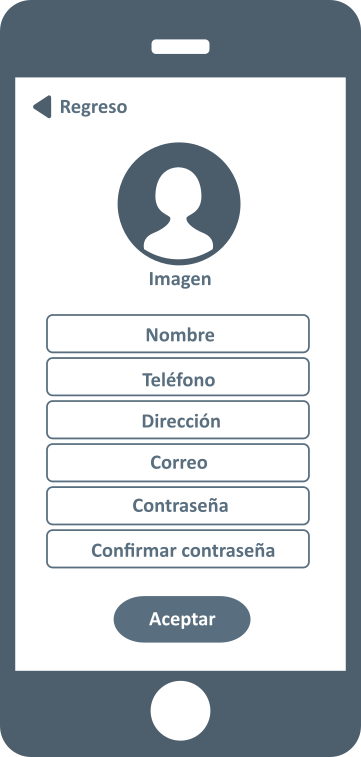 Regreso
Imagen
Nombre
Teléfono
Dirección
Correo
Contraseña
Confirmar contraseña
Aceptar